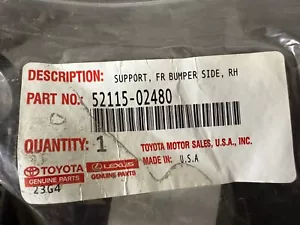 DESCRIPTION: SUPPORT, FR BUMPER SIDE, RH
PART NO: 52115-02480
QUANTITY: 1 TOYOTA MOTOR SALES, U.S.A., INC.
TOYOTA LEXUS MADE IN: U.S.A
GENUINE PARTS GENUINE PARTS
23G4